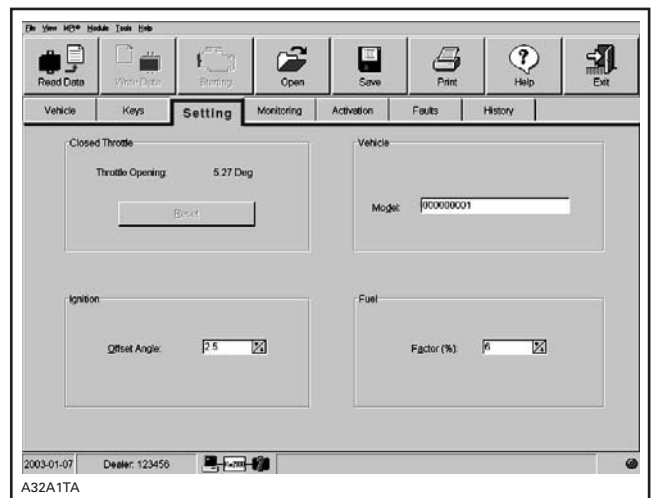 File View MPI® Module Tools Help
Read Data Write Data Starting Open Save Print Help Exit
Vehicle Keys Setting Monitoring Activation Faults History
Closed Throttle
Throttle Opening: 5.27 Deg
Reset
Vehicle
Model: 000000001
Ignition
Offset Angle: 2.5
Fuel
Factor (%): 6
2003-01-07 Dealer: 123456
A32A1TA